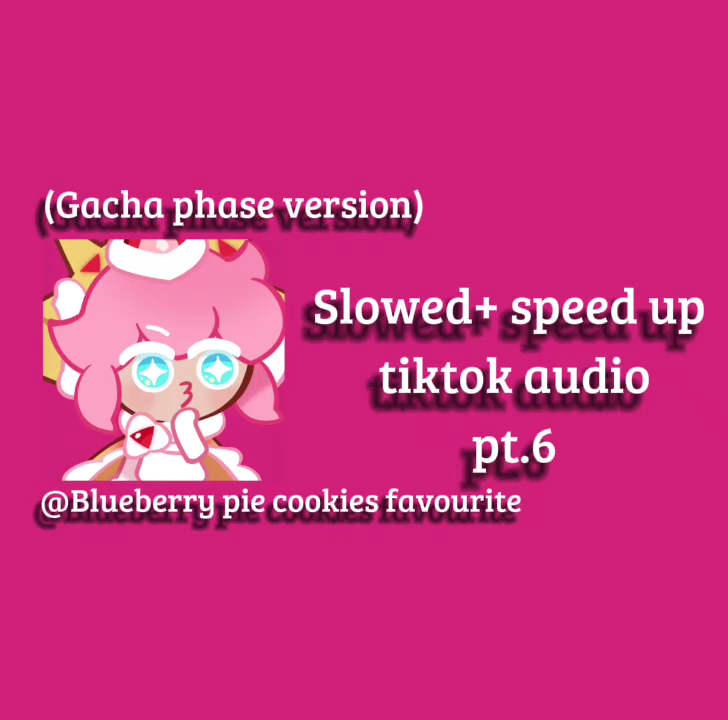 (Gacha phase version)
Slowed+ speed up
tiktok audio
pt.6
@Blueberry pie cookies favourite